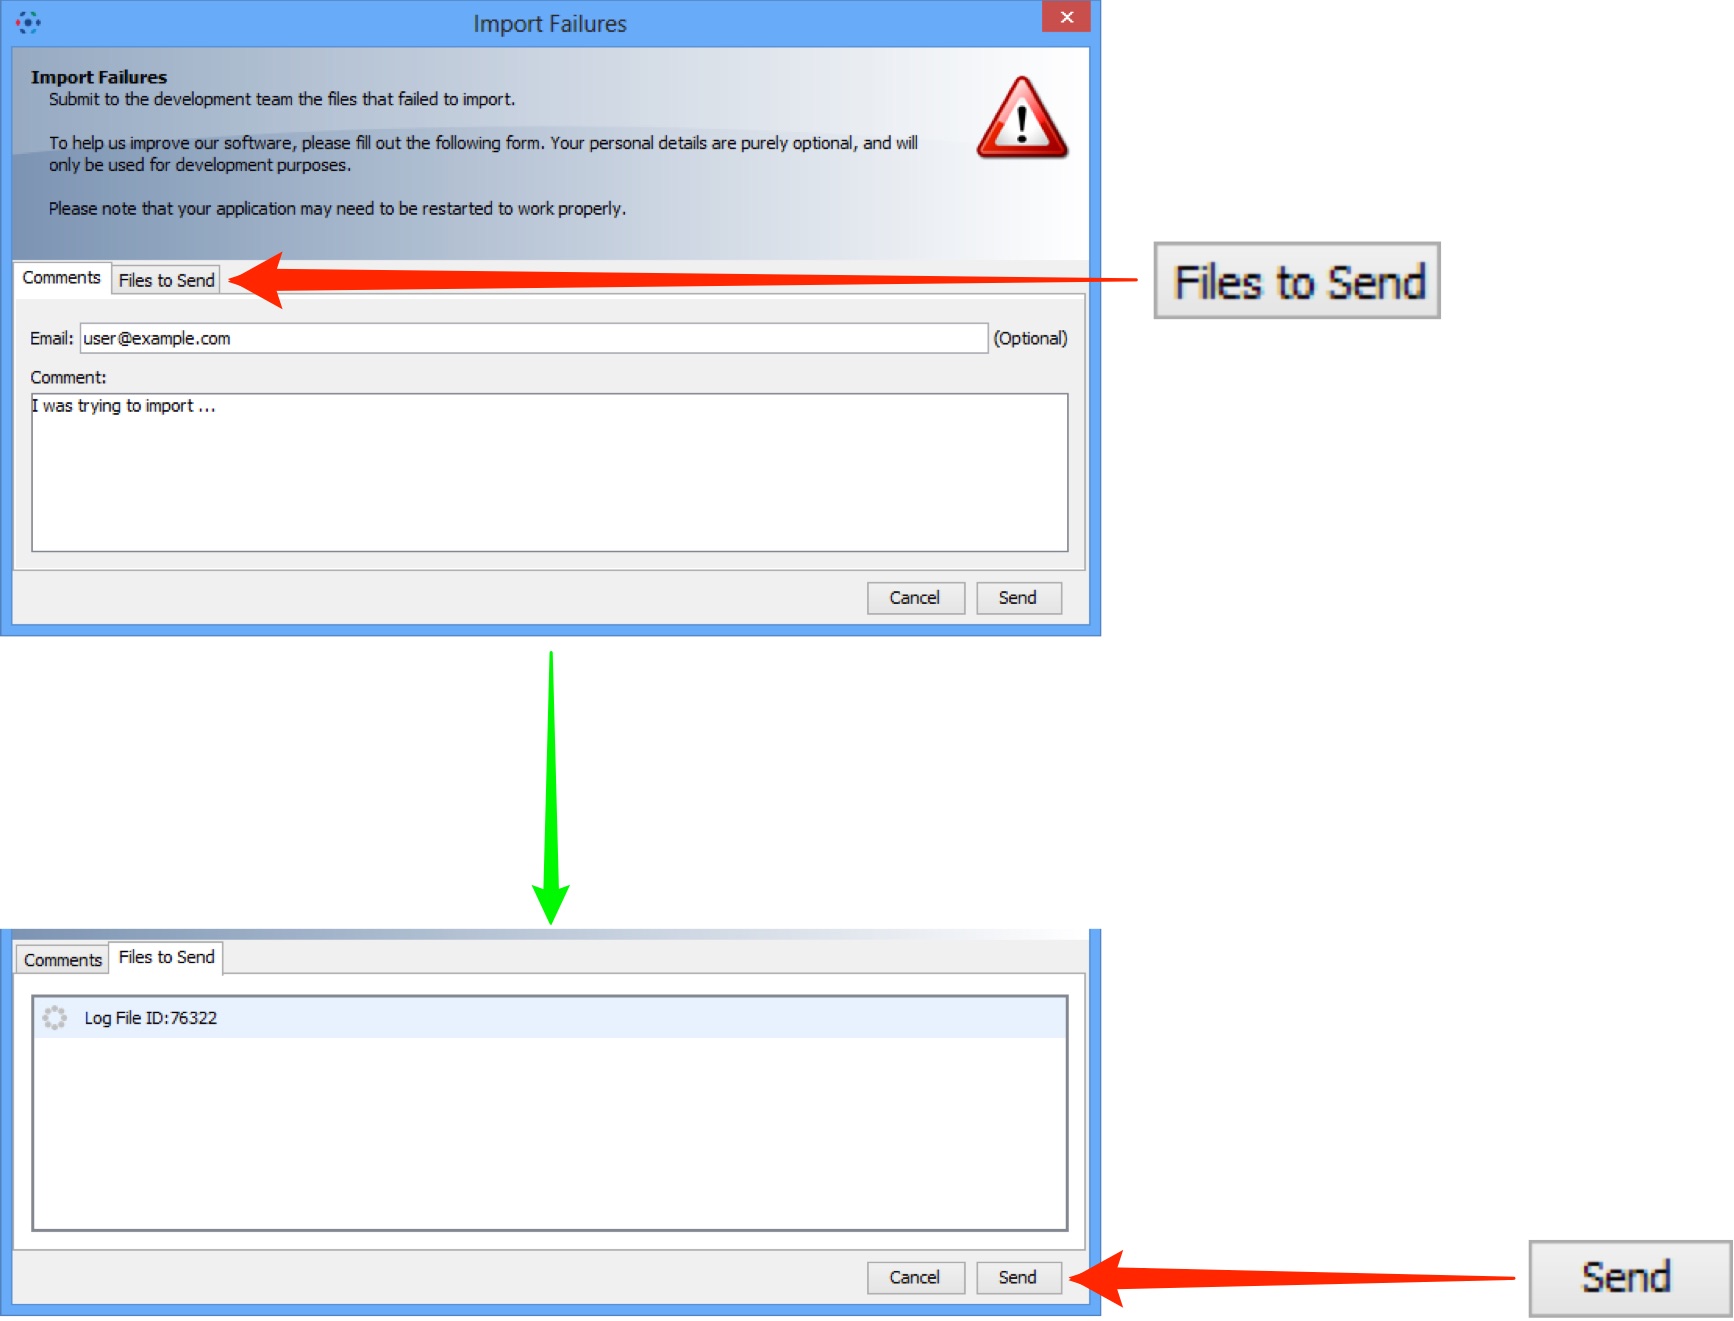 Import Failures
Import Failures
Submit to the development team the files that failed to import.
To help us improve our software, please fill out the following form. Your personal details are purely optional, and will
only be used for development purposes.
Please note that your application may need to be restarted to work properly.
Comments Files to Send
Files to Send
Email: user@example.com (Optional)
Comment:
I was trying to import ...
Cancel Send
Comments Files to Send
Log File ID:76322
Cancel Send
Send